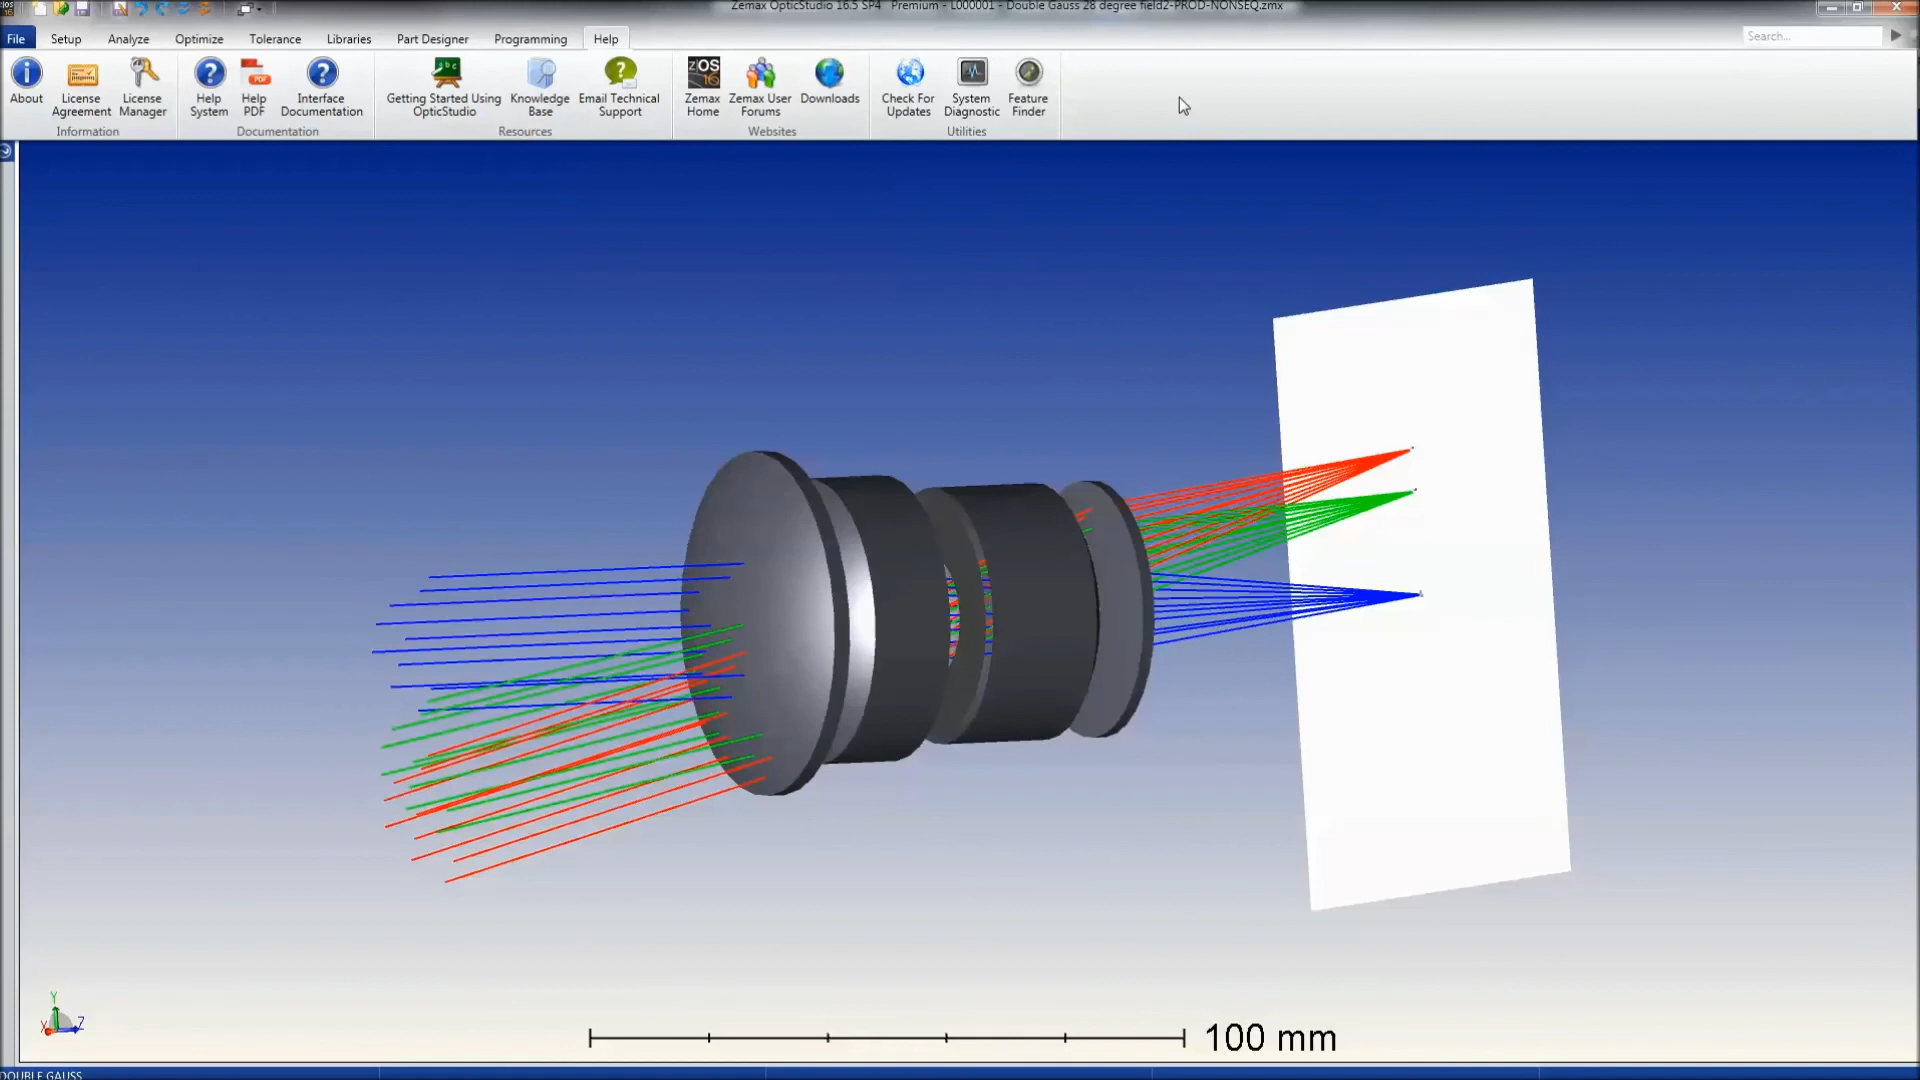 Zemax OpticStudio 16.5 SP4 Premium - L000001 - Double Gauss 28 degree field2-PROD-NONSEQ.zmx
File Setup Analyze Optimize Tolerance Libraries Part Designer Programming Help
Search...
About
License Agreement
License Manager
Information
Help System
Help PDF
Interface Documentation
Documentation
Getting Started Using OpticStudio
Knowledge Base
Email Technical Support
Resources
ZOS 16
Zemax Home
Zemax User Forums
Downloads
Websites
Check For Updates
System Diagnostic
Feature Finder
Utilities
Y
X
Z
100 mm
DOUBLE GAUSS